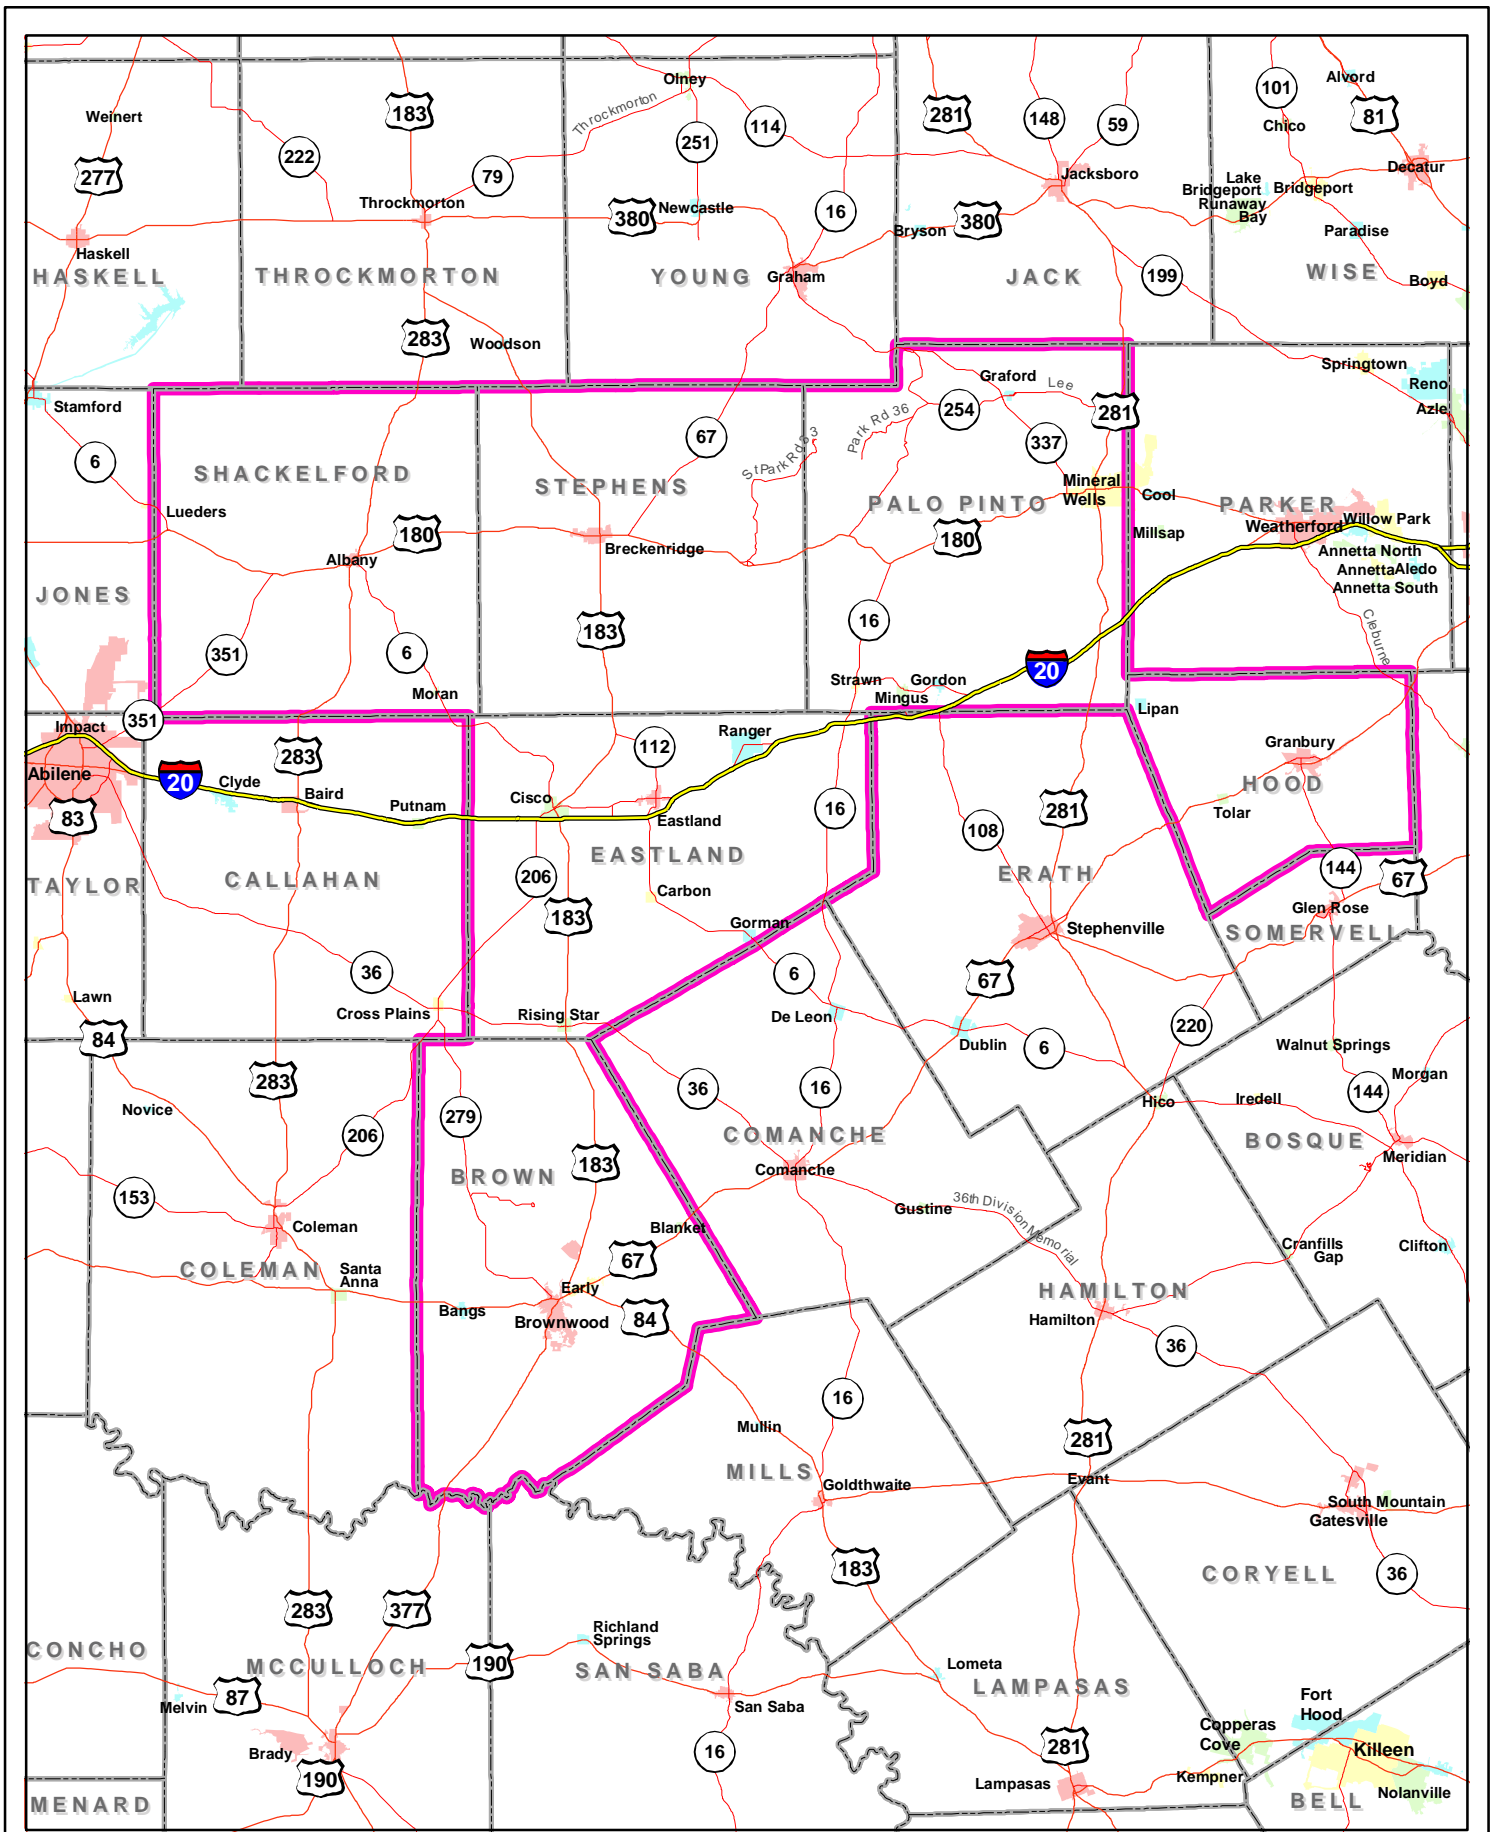 Olney
Alvord
101
Weinert
183
Throckmorton
114
281
148
59
Chico
81
251
222
Decatur
277
79
Jacksboro
Lake
Bridgeport
Bridgeport
Runaway
Bay
Throckmorton
380
Newcastle
16
Bryson
380
Paradise
Haskell
HASKELL
THROCKMORTON
YOUNG
Graham
JACK
199
WISE
Boyd
283
Woodson
Springtown
Graford
Lee
Reno
Stamford
254
281
Azle
Park Rd 36
67
337
StParkRd33
6
SHACKELFORD
STEPHENS
Mineral
Wells
Cool
PALO PINTO
PARKER
Lueders
Willow Park
Weatherford
180
180
Millsap
Breckenridge
Annetta North
Albany
Annetta
Aledo
Annetta South
JONES
16
183
Cleburne
351
6
20
Strawn
Gordon
Moran
Mingus
Lipan
351
Impact
Ranger
112
283
Granbury
Abilene
20
Clyde
HOOD
Baird
Cisco
Putnam
16
281
Tolar
83
Eastland
108
EASTLAND
144
TAYLOR
CALLAHAN
206
ERATH
67
Carbon
183
Glen Rose
Gorman
Stephenville
SOMERVELL
36
6
67
Lawn
Cross Plains
Rising Star
De Leon
220
84
Dublin
6
Walnut Springs
283
Morgan
36
16
144
Novice
279
Hico
Iredell
206
COMANCHE
BOSQUE
183
Meridian
BROWN
Comanche
153
36th Division Memorial
Gustine
Coleman
Blanket
Cranfills
Gap
Clifton
COLEMAN
Santa
Anna
67
Early
HAMILTON
Bangs
Brownwood
84
Hamilton
36
16
Mullin
281
MILLS
Evant
Goldthwaite
South Mountain
Gatesville
183
CORYELL
36
283
377
Richland
Springs
CONCHO
MCCULLOCH
190
SAN SABA
Lometa
LAMPASAS
87
Melvin
San Saba
Fort
Hood
Copperas
Cove
Brady
16
281
Killeen
190
Lampasas
Kempner
MENARD
BELL
Nolanville